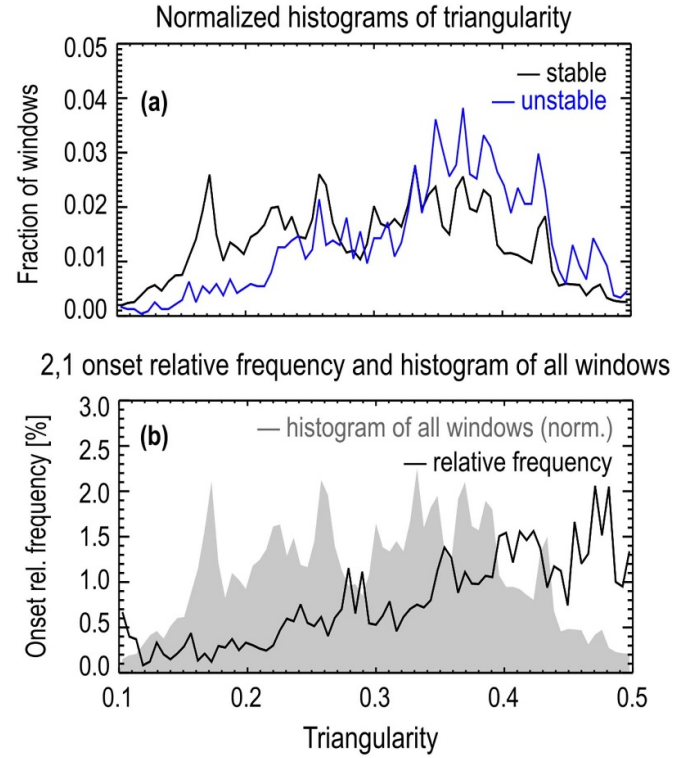 Normalized histograms of triangularity
0.05
0.04
0.03
0.02
0.01
0.00
Fraction of windows
(a)
— stable
— unstable
2,1 onset relative frequency and histogram of all windows
3.0
2.5
2.0
1.5
1.0
0.5
0.0
Onset rel. frequency [%]
(b)
— histogram of all windows (norm.)
— relative frequency
0.1 0.2 0.3 0.4 0.5
Triangularity